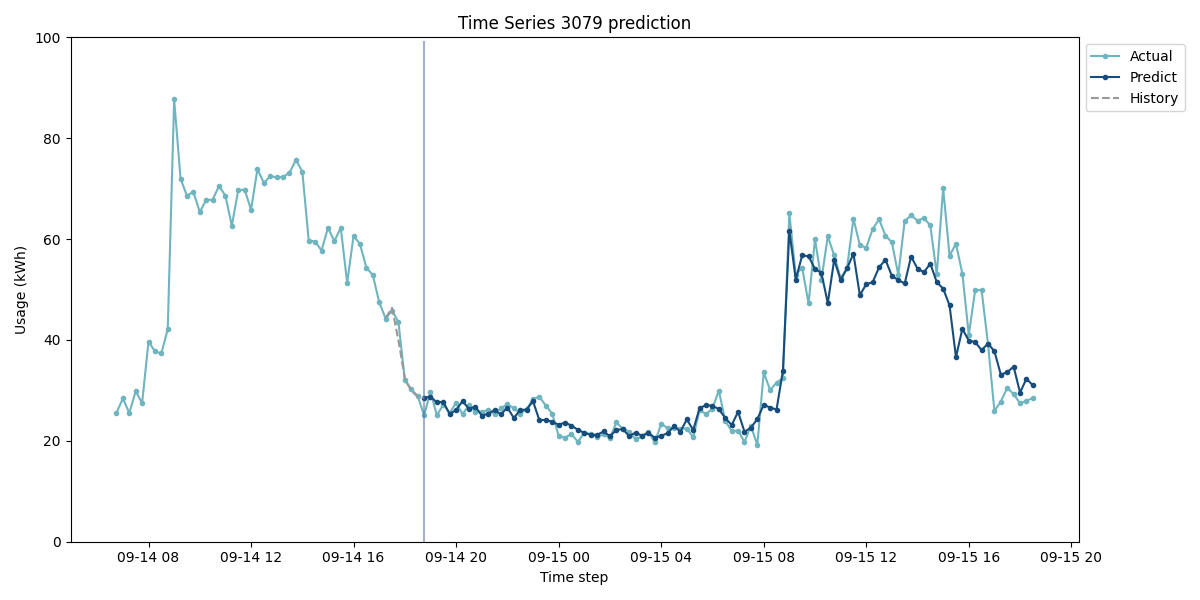 Time Series 3079 prediction
Actual
Predict
History
Usage (kWh)
100
80
60
40
20
0
09-14 08 09-14 12 09-14 16 09-14 20 09-15 00 09-15 04 09-15 08 09-15 12 09-15 16 09-15 20
Time step